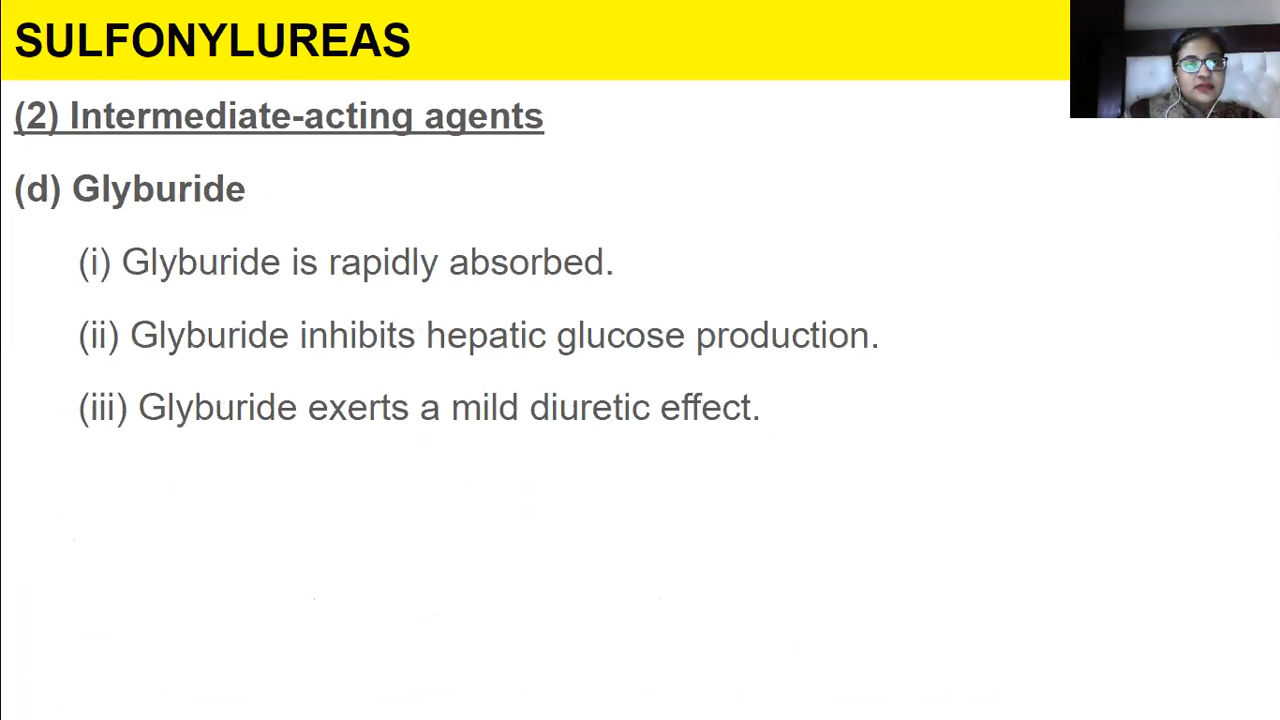 SULFONYLUREAS
(2) Intermediate-acting agents
(d) Glyburide
(i) Glyburide is rapidly absorbed.
(ii) Glyburide inhibits hepatic glucose production.
(iii) Glyburide exerts a mild diuretic effect.